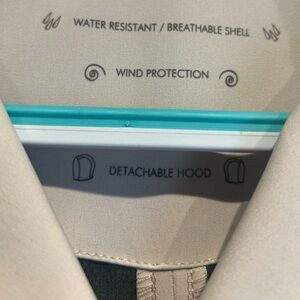 WATER RESISTANT / BREATHABLE SHELL
WIND PROTECTION
DETACHABLE HOOD